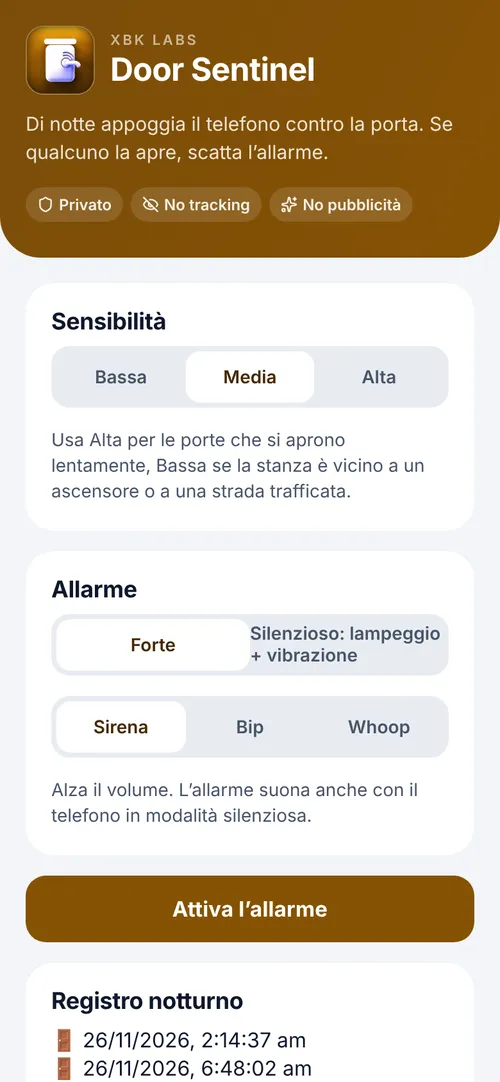 XBK LABS
Door Sentinel
Di notte appoggia il telefono contro la porta. Se
qualcuno la apre, scatta l’allarme.
Privato
No tracking
No pubblicità
Sensibilità
Bassa
Media
Alta
Usa Alta per le porte che si aprono
lentamente, Bassa se la stanza è vicino a un
ascensore o a una strada trafficata.
Allarme
Forte
Silenzioso: lampeggio
+ vibrazione
Sirena
Bip
Whoop
Alza il volume. L’allarme suona anche con il
telefono in modalità silenziosa.
Attiva l’allarme
Registro notturno
26/11/2026, 2:14:37 am
26/11/2026, 6:48:02 am